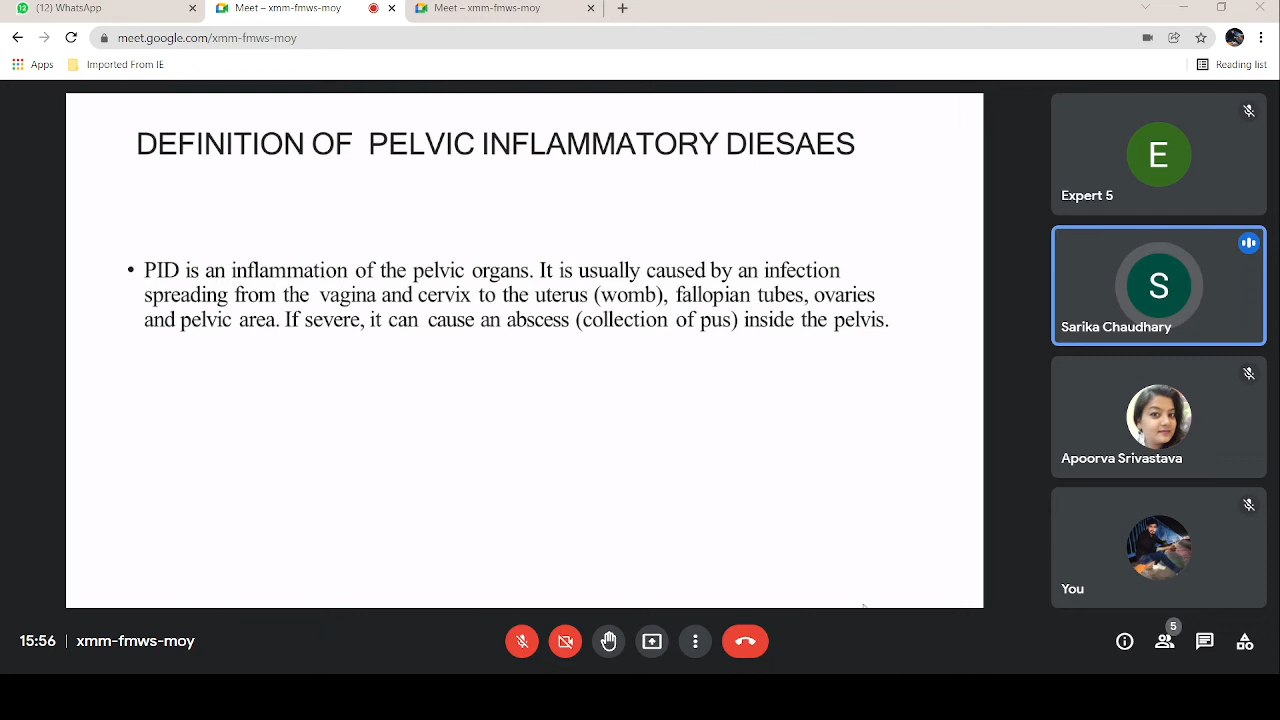 (12) WhatsApp
Meet – xmm-fmws-moy
Meet – xmm-fmws-moy
meet.google.com/xmm-fmws-moy
Apps
Imported From IE
Reading list
DEFINITION OF PELVIC INFLAMMATORY DIESAES
• PID is an inflammation of the pelvic organs. It is usually caused by an infection
spreading from the vagina and cervix to the uterus (womb), fallopian tubes, ovaries
and pelvic area. If severe, it can cause an abscess (collection of pus) inside the pelvis.
E
Expert 5
S
Sarika Chaudhary
Apoorva Srivastava
You
15:56 | xmm-fmws-moy
5